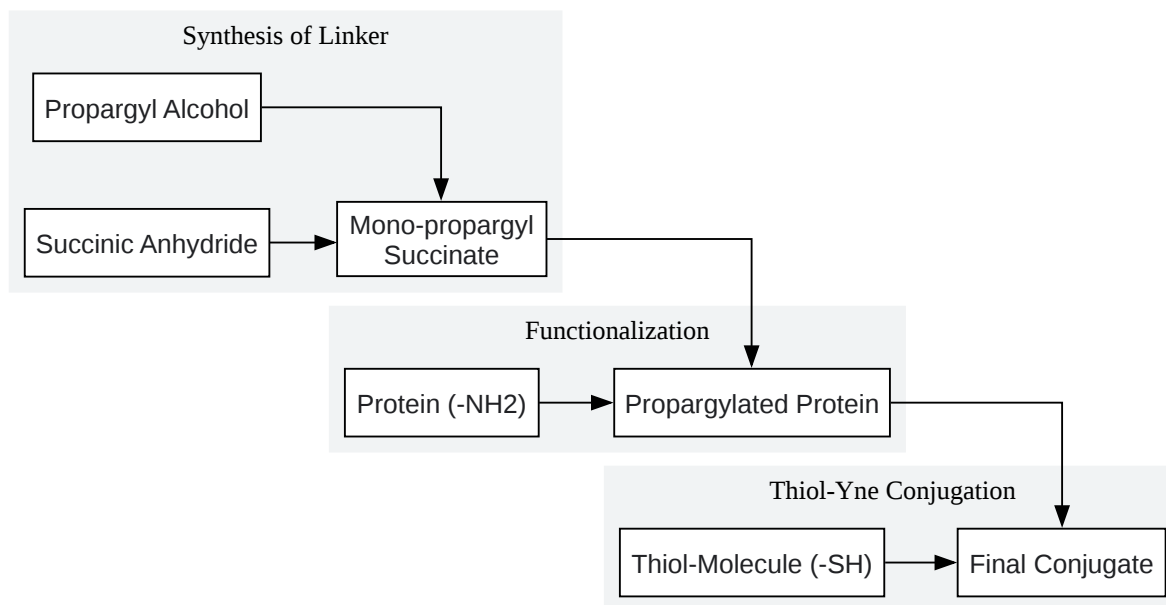 Synthesis of Linker
Propargyl Alcohol
Succinic Anhydride
Mono-propargyl
Succinate
Functionalization
Protein (-NH2)
Propargylated Protein
Thiol-Yne Conjugation
Thiol-Molecule (-SH)
Final Conjugate